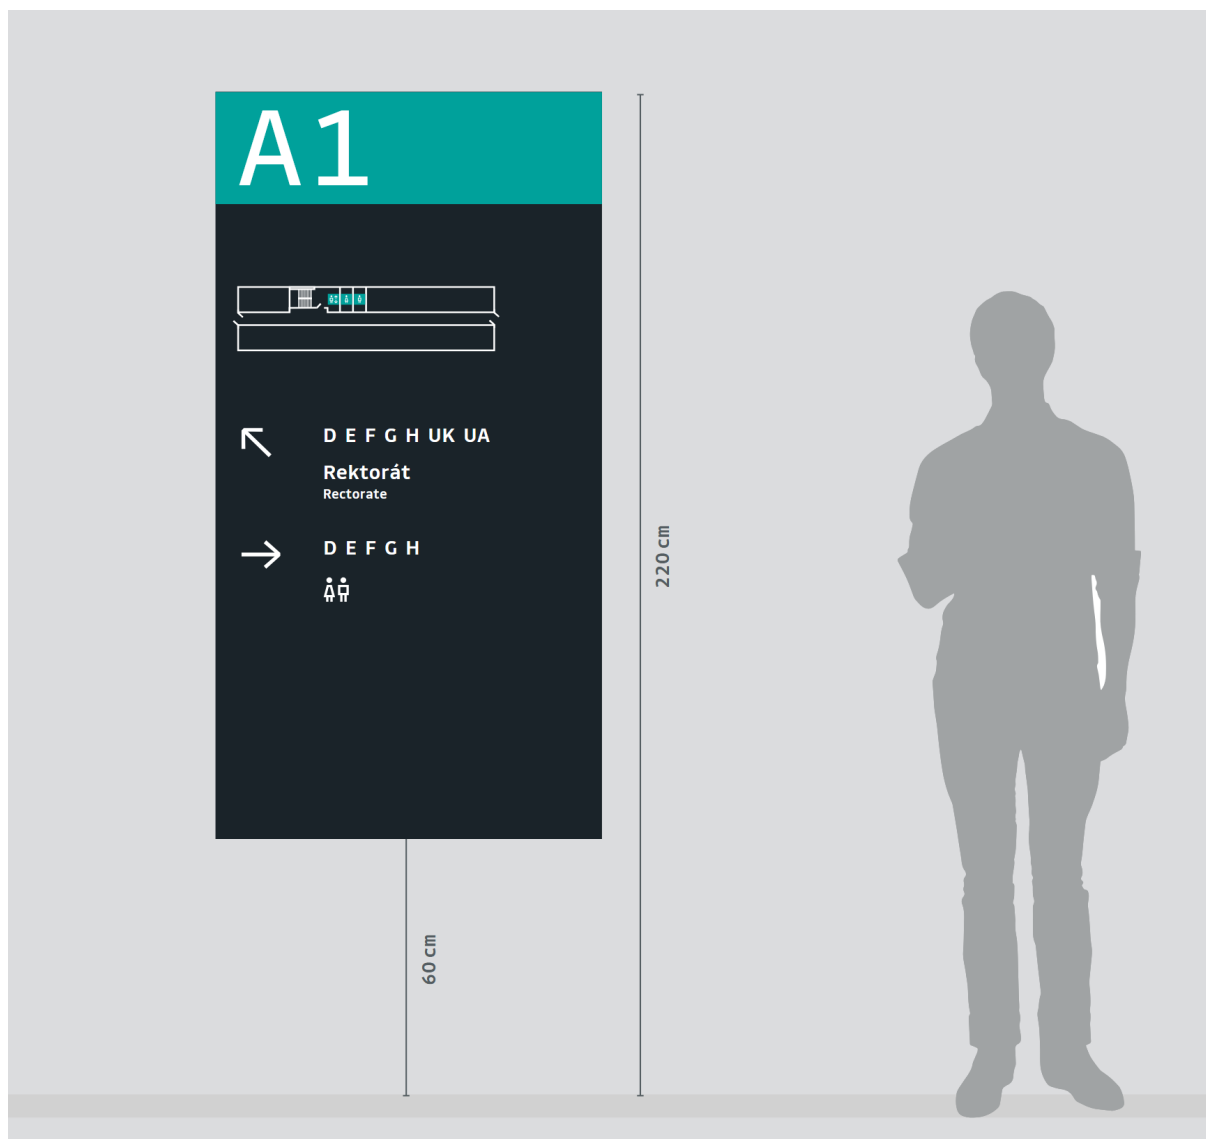 A1
D E F G H UK UA
Rektorát
Rectorate
D E F G H
220 cm
60 cm